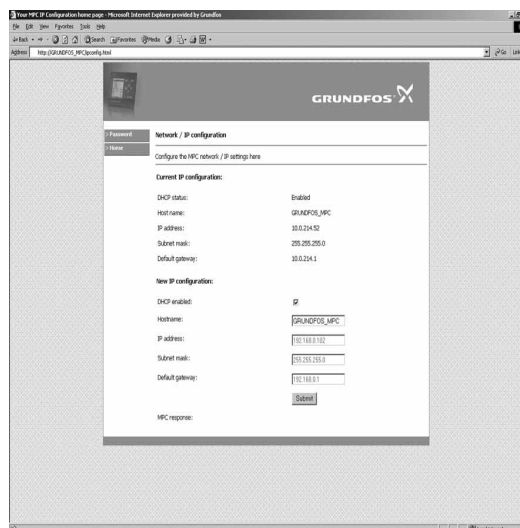 Your MPC IP Configuration home page - Microsoft Internet Explorer provided by Grundfos
File Edit View Favorites Tools Help
Back Search Favorites Media
Address http://GRUNDFOS_MPC/ipconfig.html Go Links
GRUNDFOS
> Password
> Home
Network / IP configuration
Configure the MPC network / IP settings here
Current IP configuration:
DHCP status: Enabled
Host name: GRUNDFOS_MPC
IP address: 10.0.214.52
Subnet mask: 255.255.255.0
Default gateway: 10.0.214.1
New IP configuration:
DHCP enabled:
Hostname: GRUNDFOS_MPC
IP address: 192.168.0.102
Subnet mask: 255.255.255.0
Default gateway: 192.168.0.1
Submit
MPC response: